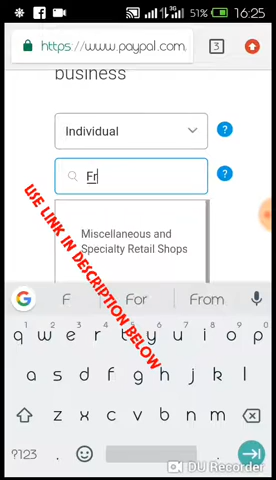 3G
51%
16:25
https://www.paypal.com,
3
business
Individual
?
Fr
?
Miscellaneous and
Specialty Retail Shops
USE LINK IN DESCRIPTION BELOW
G
F
For
From
q w e r t y u i o p
a s d f g h j k l
z x c v b n m
?123
,
.
DU Recorder